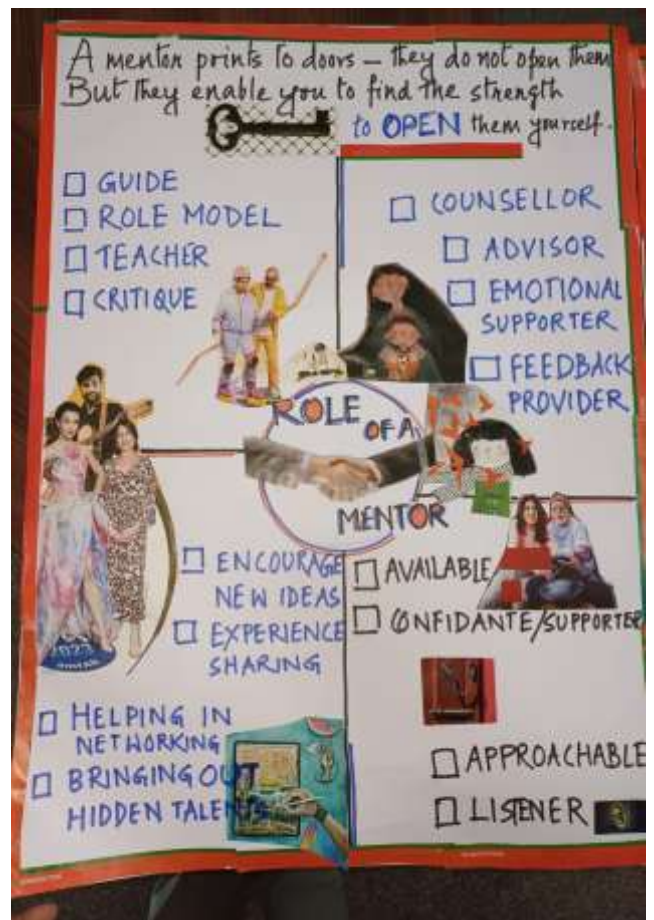 A mentor prints to doors – they do not open them
But they enable you to find the strength
to OPEN them yourself.
GUIDE
ROLE MODEL
TEACHER
CRITIQUE
COUNSELLOR
ADVISOR
EMOTIONAL
SUPPORTER
FEEDBACK
PROVIDER
ROLE
OF A
MENTOR
ENCOURAGE
NEW IDEAS
EXPERIENCE
SHARING
HELPING IN
NETWORKING
BRINGING OUT
HIDDEN TALENTS
AVAILABLE
CONFIDANTE/SUPPORTER
APPROACHABLE
LISTENER